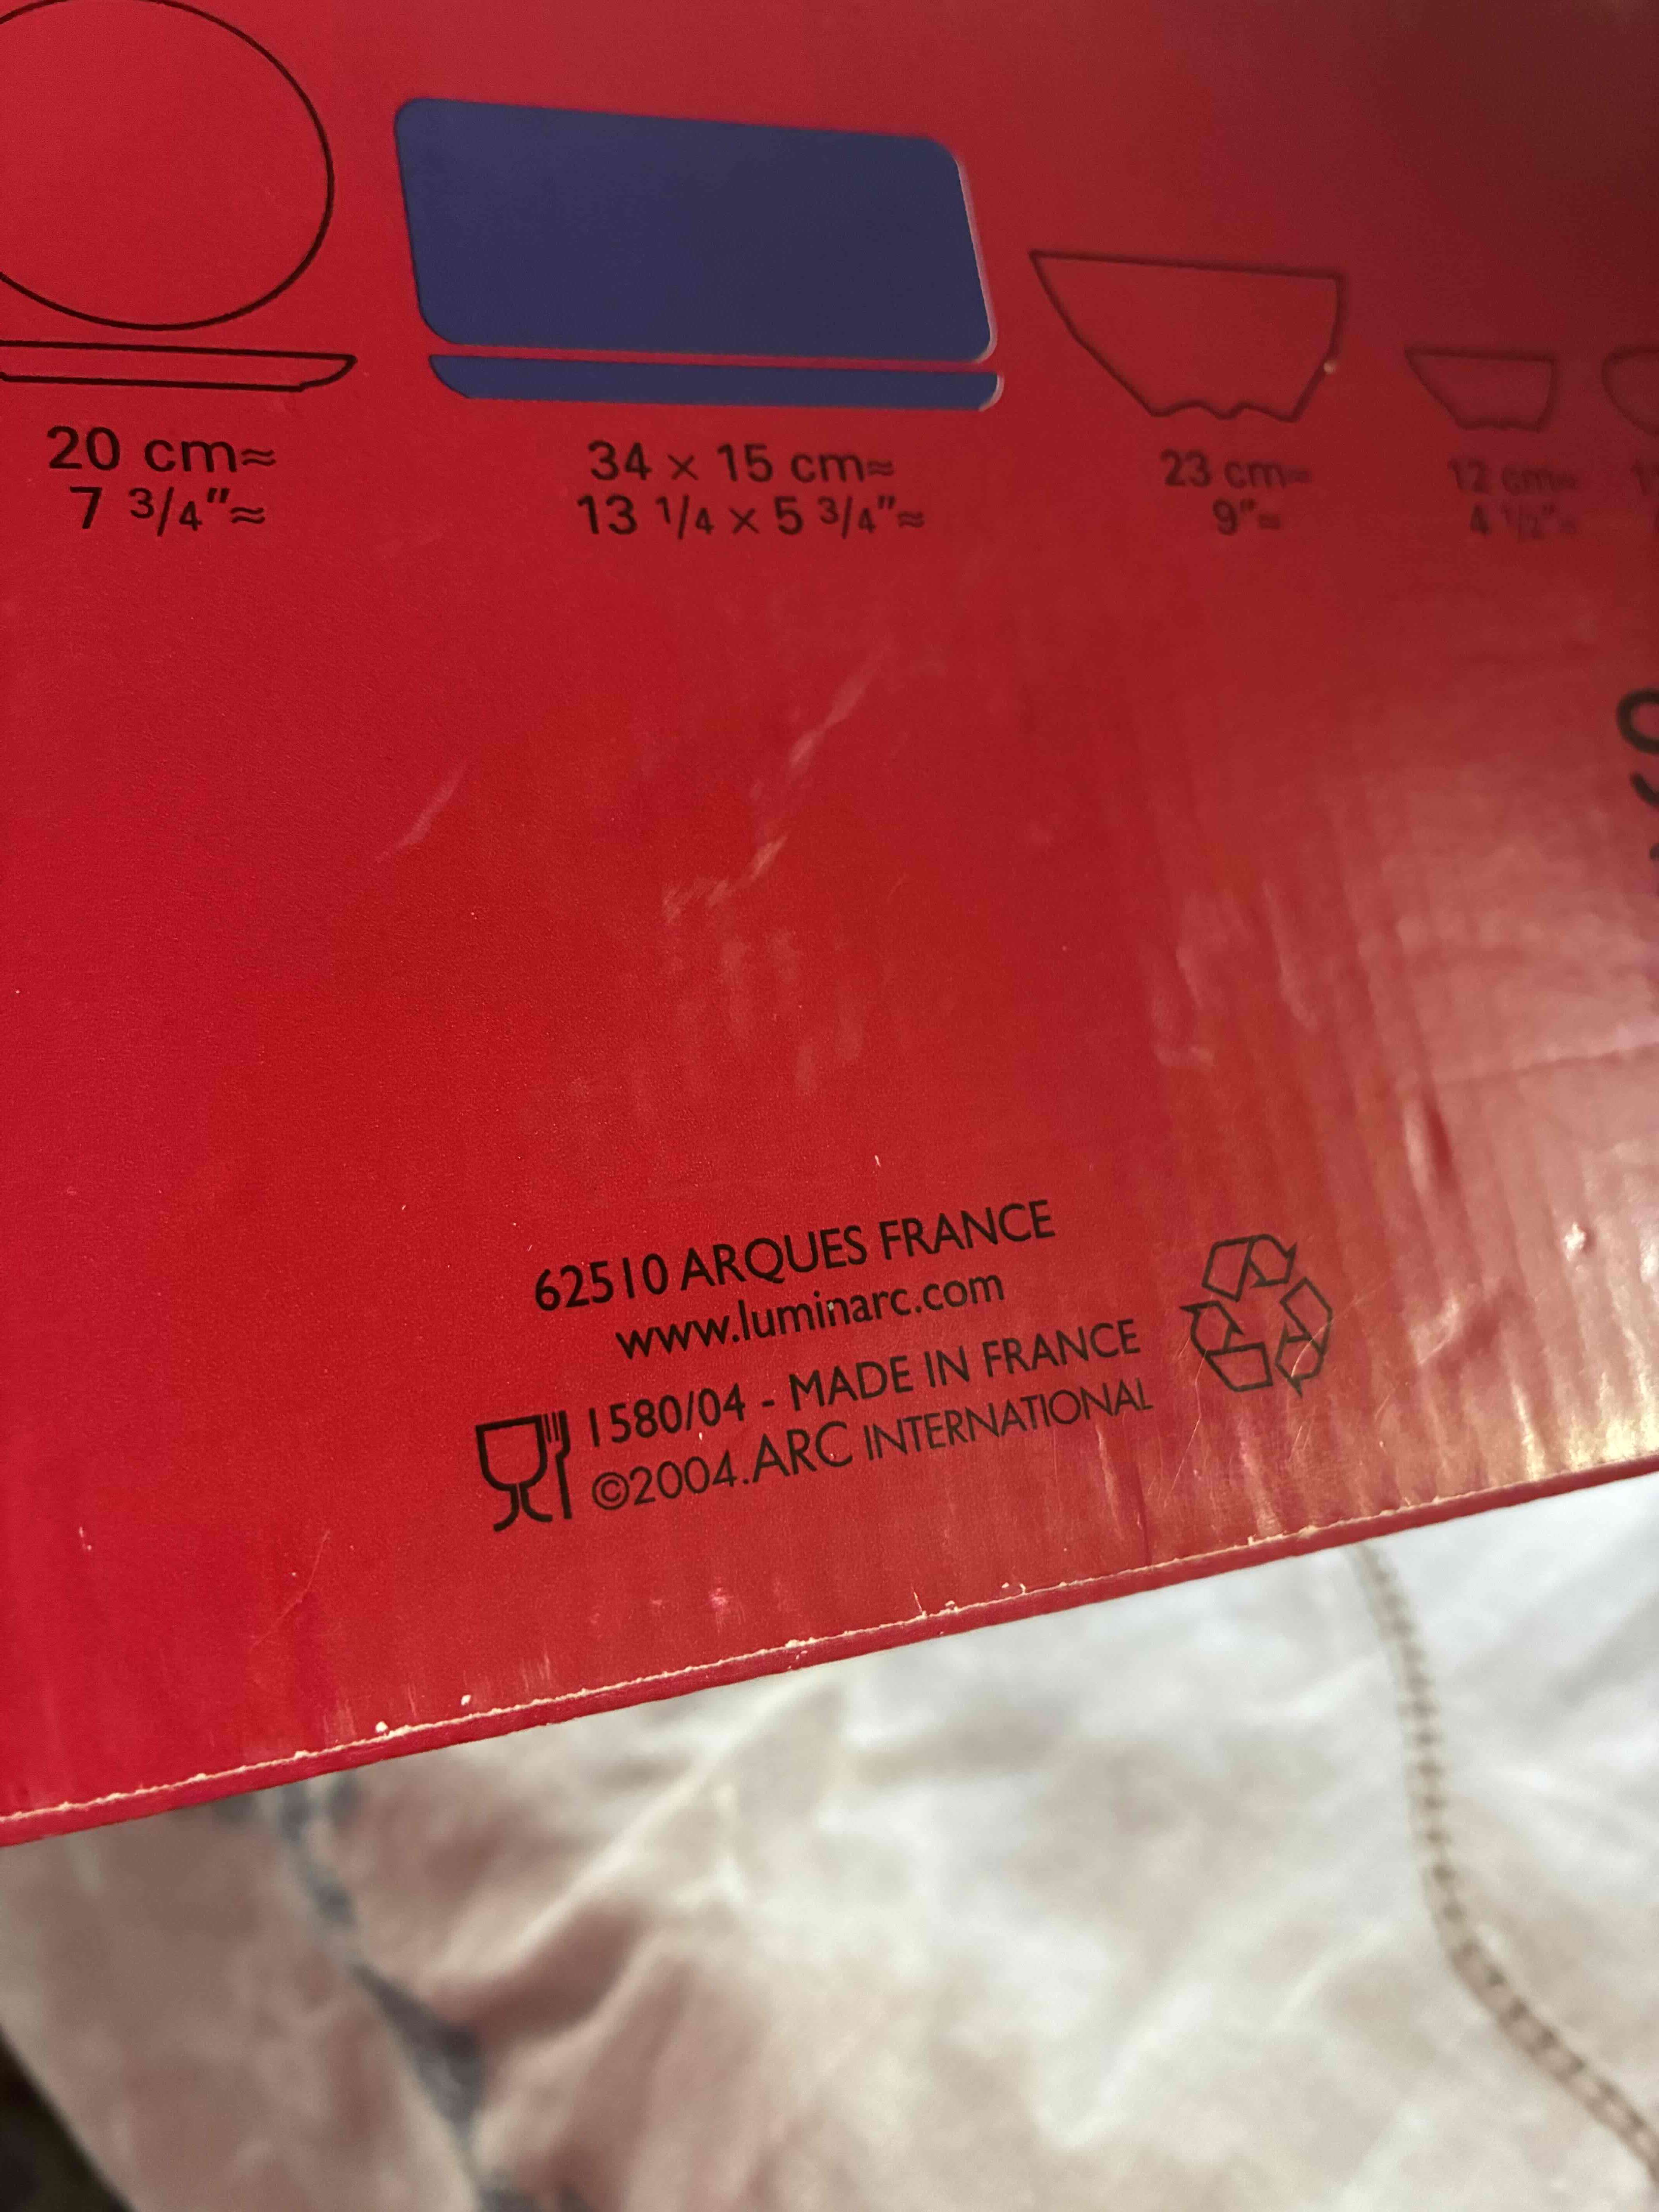 20 cm≈
7 3/4"≈
34 x 15 cm≈
13 1/4 x 5 3/4"≈
23 cm≈
9"≈
12 cm≈
4 1/2"≈
62510 ARQUES FRANCE
www.luminarc.com
1580/04 - MADE IN FRANCE
©2004.ARC INTERNATIONAL